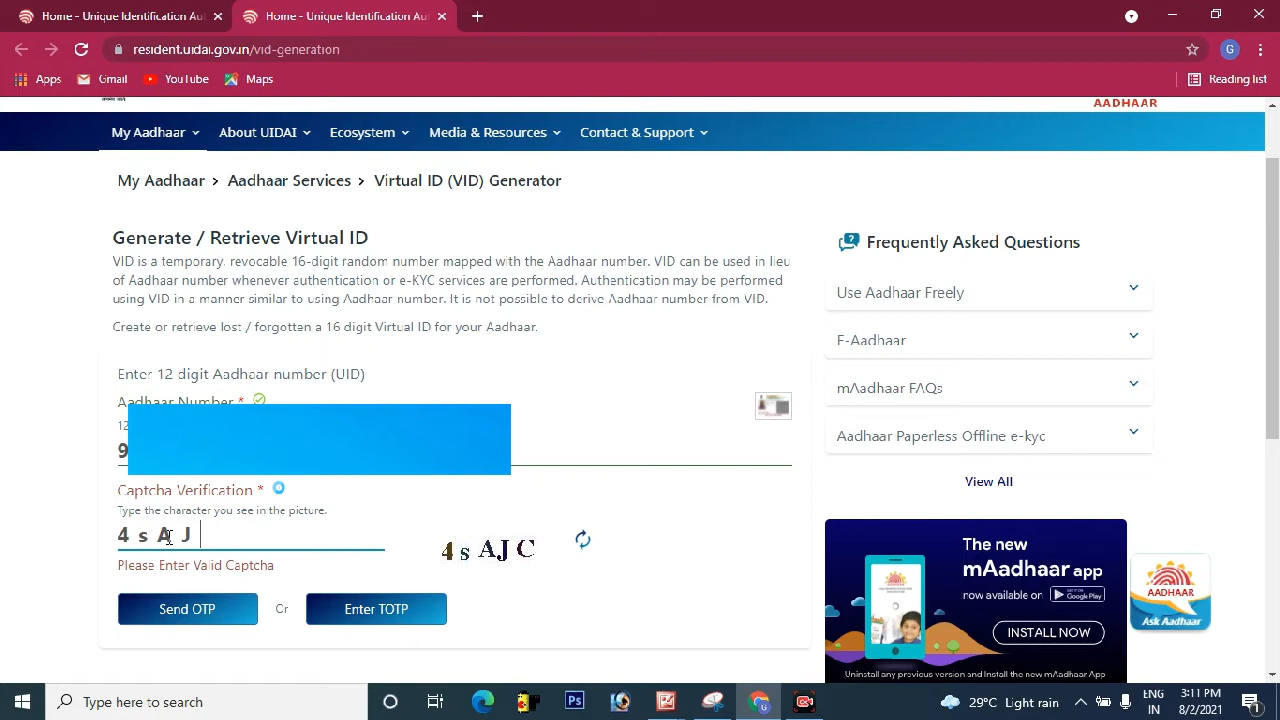 Home - Unique Identification Au
Home - Unique Identification Au
resident.uidai.gov.in/vid-generation
G
Apps
Gmail
YouTube
Maps
Reading list
AADHAAR
My Aadhaar
About UIDAI
Ecosystem
Media & Resources
Contact & Support
My Aadhaar > Aadhaar Services > Virtual ID (VID) Generator
Generate / Retrieve Virtual ID
VID is a temporary, revocable 16-digit random number mapped with the Aadhaar number. VID can be used in lieu
of Aadhaar number whenever authentication or e-KYC services are performed. Authentication may be performed
using VID in a manner similar to using Aadhaar number. It is not possible to derive Aadhaar number from VID.
Create or retrieve lost / forgotten a 16 digit Virtual ID for your Aadhaar.
Enter 12 digit Aadhaar number (UID)
Aadhaar Number *
12
9
Captcha Verification *
Type the character you see in the picture.
4 s A J
4 s AJ C
Please Enter Valid Captcha
Send OTP
Or
Enter TOTP
Frequently Asked Questions
Use Aadhaar Freely
E-Aadhaar
mAadhaar FAQs
Aadhaar Paperless Offline e-kyc
View All
The new
mAadhaar app
now available on
Google Play
INSTALL NOW
Uninstall any previous version and Install the new mAadhaar App
AADHAAR
Ask Aadhaar
Type here to search
Ps
29°C Light rain
ENG
IN
3:11 PM
8/2/2021